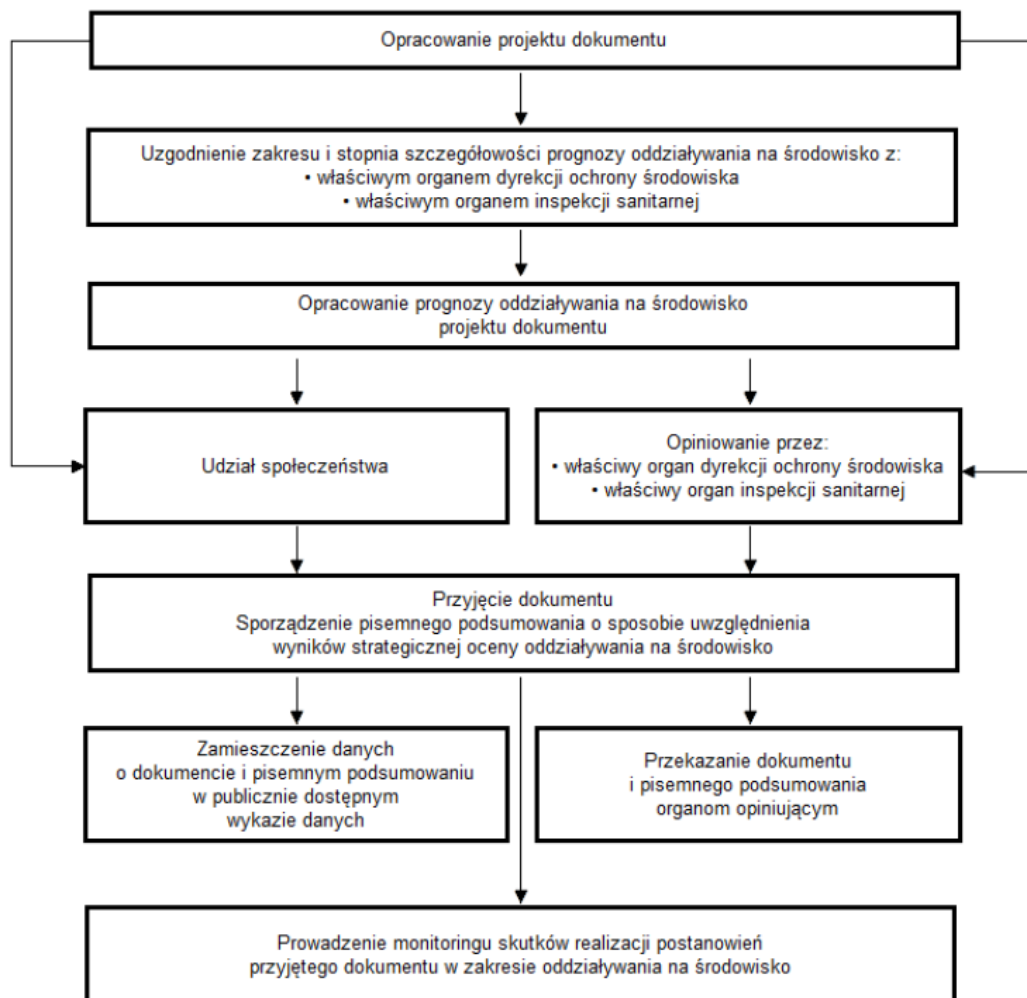 Opracowanie projektu dokumentu
Uzgodnienie zakresu i stopnia szczegółowości prognozy oddziaływania na środowisko z:
• właściwym organem dyrekcji ochrony środowiska
• właściwym organem inspekcji sanitarnej
Opracowanie prognozy oddziaływania na środowisko
projektu dokumentu
Udział społeczeństwa
Opiniowanie przez:
• właściwy organ dyrekcji ochrony środowiska
• właściwy organ inspekcji sanitarnej
Przyjęcie dokumentu
Sporządzenie pisemnego podsumowania o sposobie uwzględnienia
wyników strategicznej oceny oddziaływania na środowisko
Zamieszczenie danych
o dokumencie i pisemnym podsumowaniu
w publicznie dostępnym
wykazie danych
Przekazanie dokumentu
i pisemnego podsumowania
organom opiniującym
Prowadzenie monitoringu skutków realizacji postanowień
przyjętego dokumentu w zakresie oddziaływania na środowisko